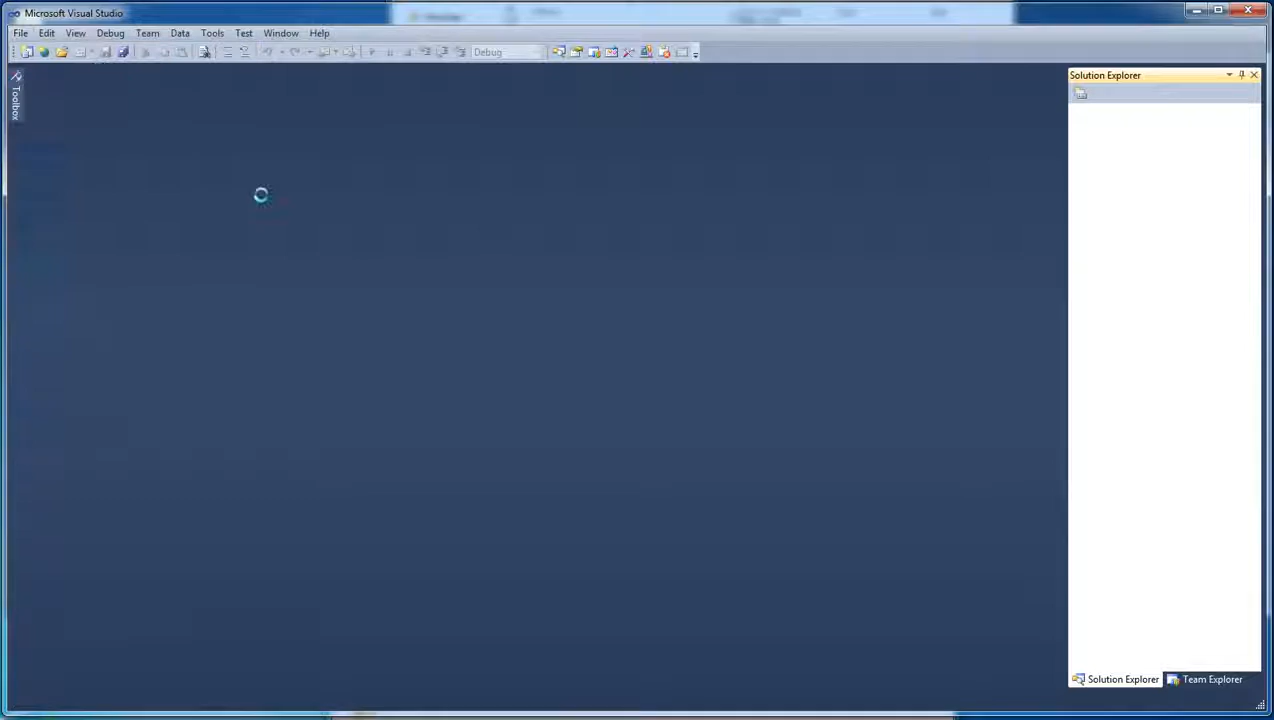 Microsoft Visual Studio
File Edit View Debug Team Data Tools Test Window Help
Debug
Toolbox
Solution Explorer
Solution Explorer Team Explorer